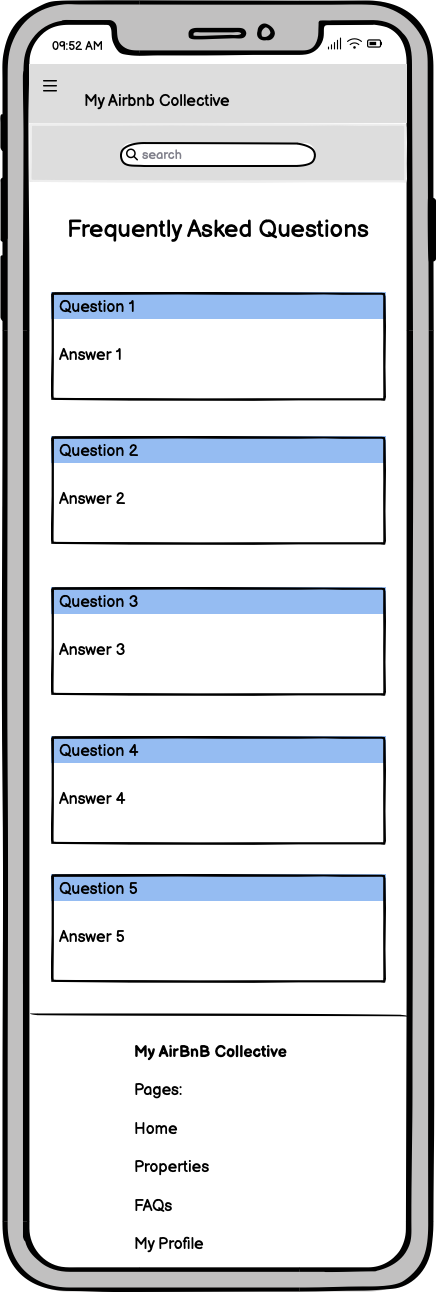 09:52 AM
My Airbnb Collective
search
Frequently Asked Questions
Question 1
Answer 1
Question 2
Answer 2
Question 3
Answer 3
Question 4
Answer 4
Question 5
Answer 5
My AirBnB Collective
Pages:
Home
Properties
FAQs
My Profile